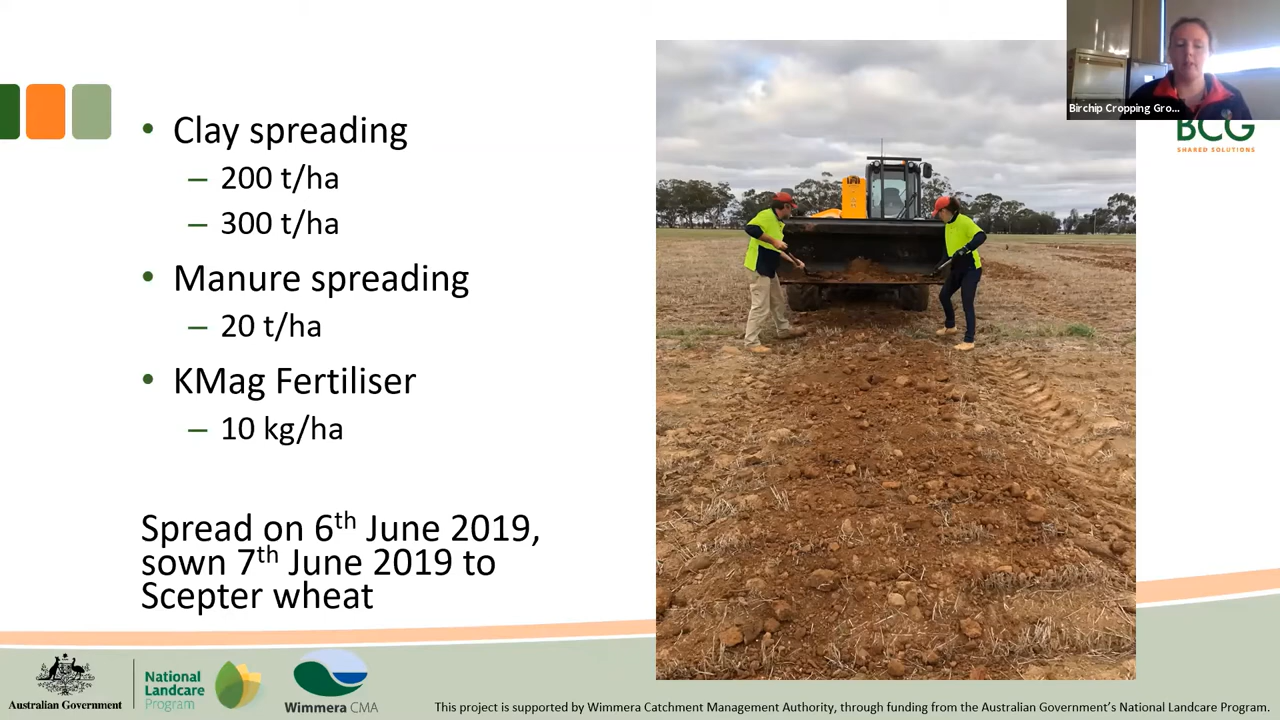 Birchip Cropping Gro...
BCG
SHARED SOLUTIONS
• Clay spreading
– 200 t/ha
– 300 t/ha
• Manure spreading
– 20 t/ha
• KMag Fertiliser
– 10 kg/ha
Spread on 6th June 2019,
sown 7th June 2019 to
Scepter wheat
Australian Government
National
Landcare
Program
Wimmera CMA
This project is supported by Wimmera Catchment Management Authority, through funding from the Australian Government's National Landcare Program.